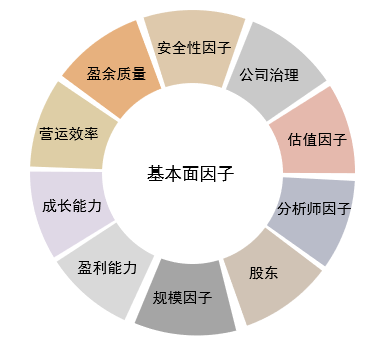 安全性因子
公司治理
估值因子
分析师因子
股东
规模因子
盈利能力
成长能力
营运效率
盈余质量
基本面因子